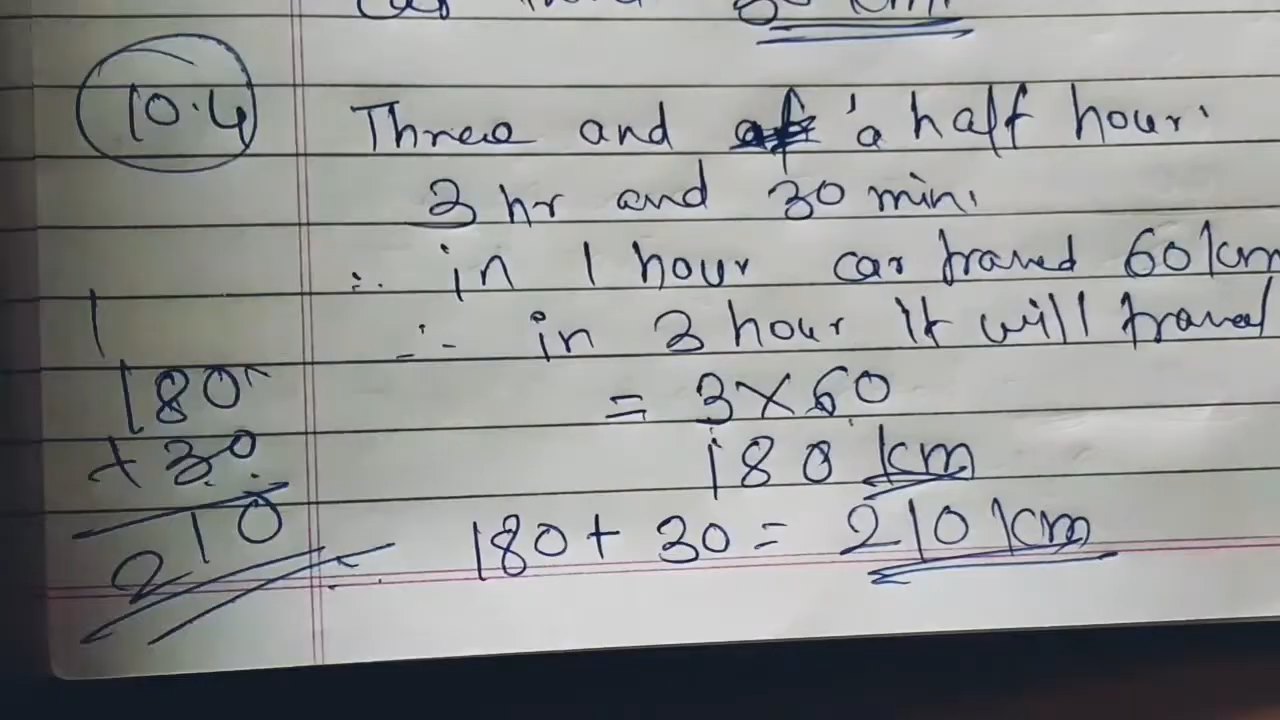 10.4 Three and a half hour.
3 hr and 30 min.
∴ in 1 hour car travel 60 km
∴ in 3 hour it will travel
= 3 × 60
180 km
180 + 30 = 210 km
1
180
+ 30
210